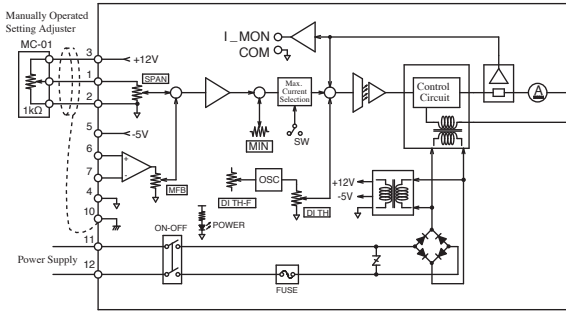 Manually Operated
Setting Adjuster
MC-01
1kΩ
3
+12V
1
SPAN
2
5
-5V
6
+
7
-
MFB
4
10
11
12
Power Supply
ON-OFF
POWER
FUSE
I_MON
COM
MIN
Max.
Current
Selection
SW
DI TH-F
OSC
DI TH
+12V
-5V
Control
Circuit
A